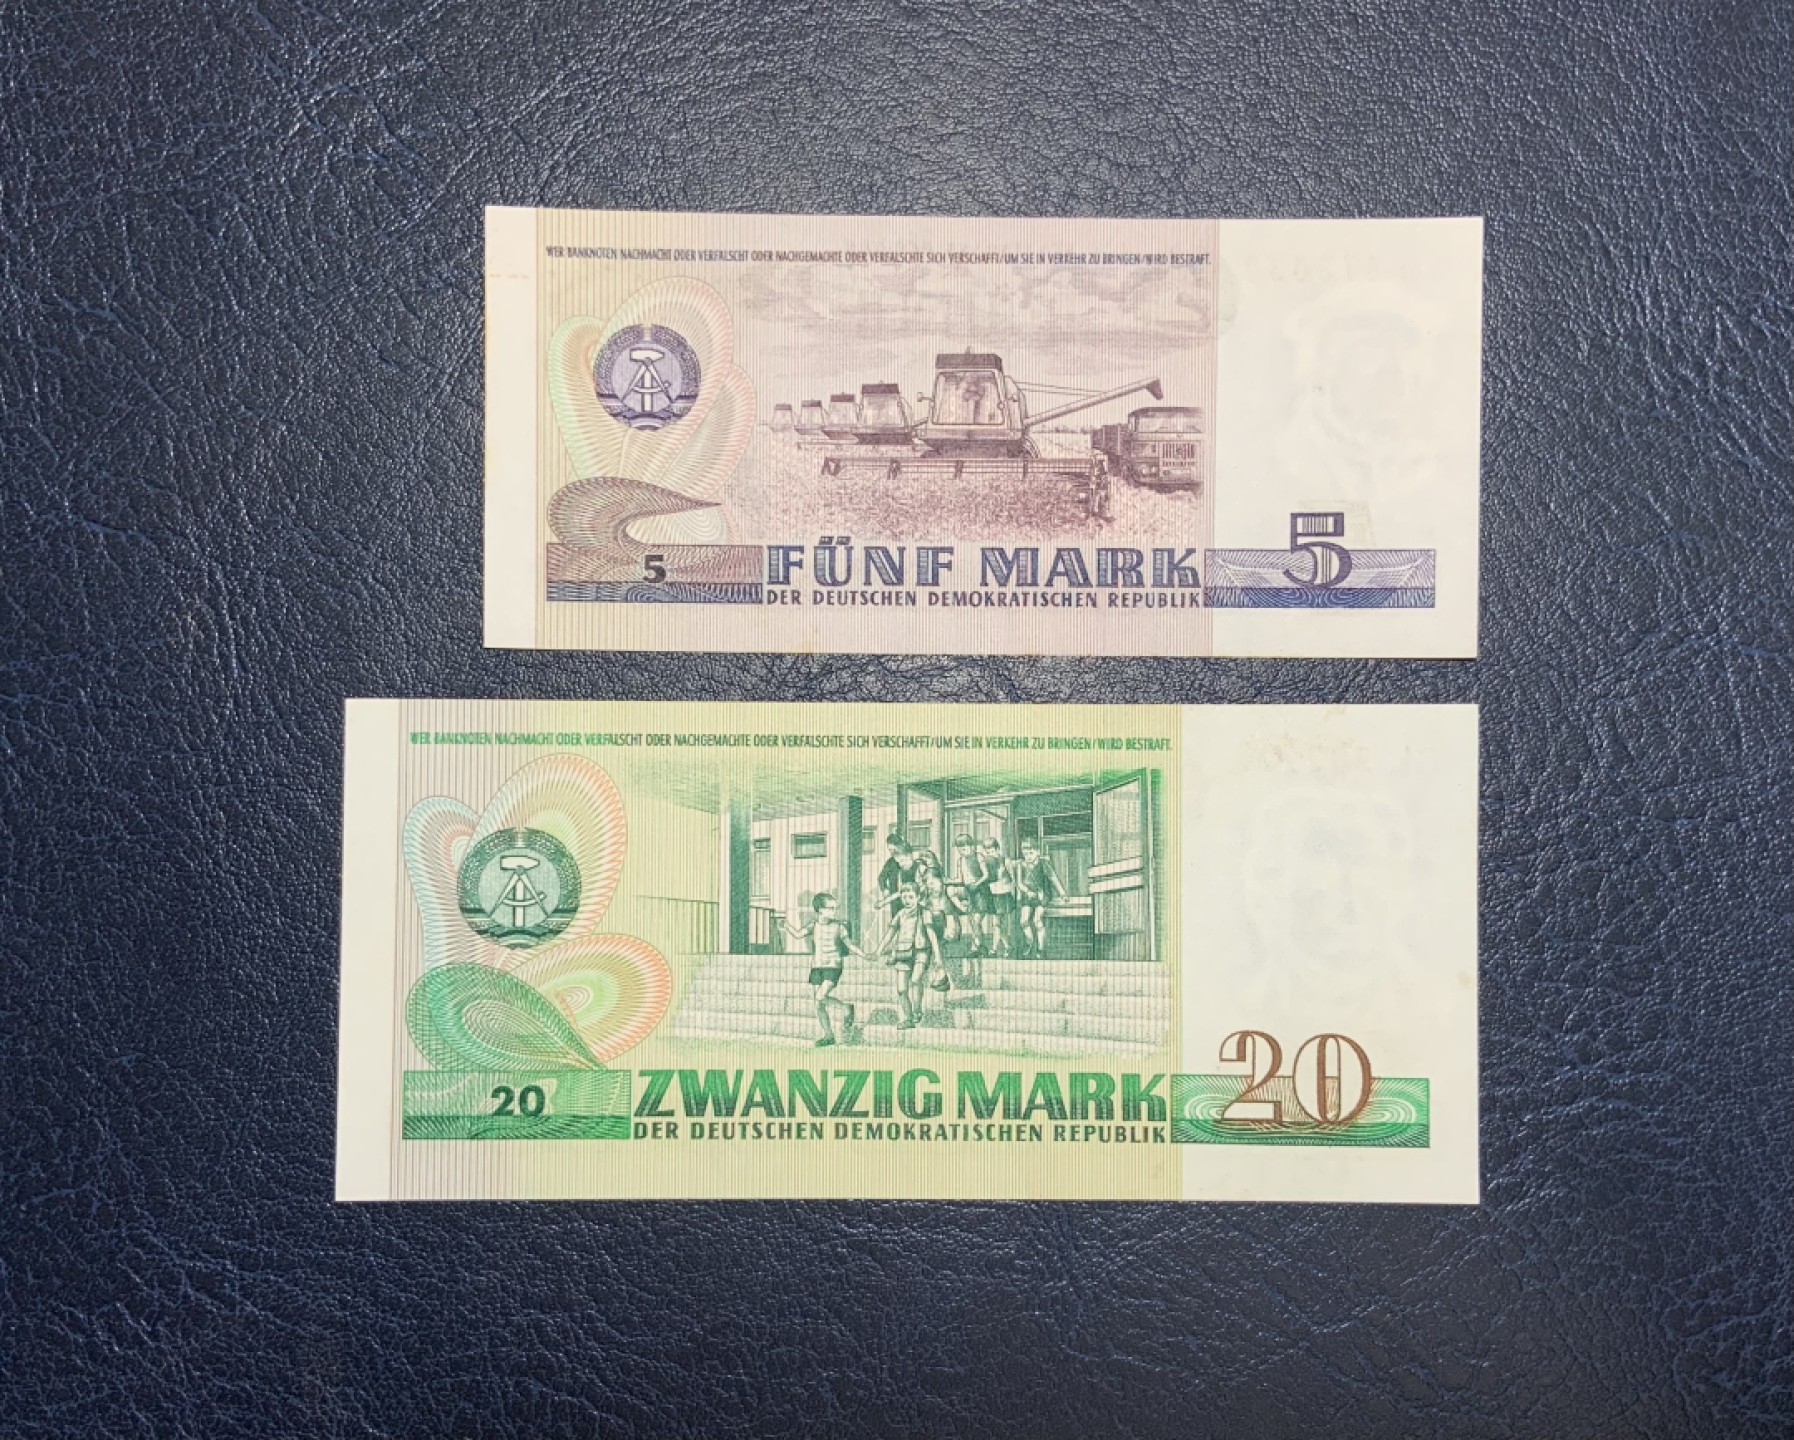 WER BANKNOTEN NACHMACHT ODER VERFÄLSCHT ODER NACHGEMACHTE ODER VERFÄLSCHTE SICH VERSCHAFFT/UM SIE IN VERKEHR ZU BRINGEN/WIRD BESTRAFT.
5
FÜNF MARK
5
DER DEUTSCHEN DEMOKRATISCHEN REPUBLIK
WER BANKNOTEN NACHMACHT ODER VERFÄLSCHT ODER NACHGEMACHTE ODER VERFÄLSCHTE SICH VERSCHAFFT/UM SIE IN VERKEHR ZU BRINGEN/WIRD BESTRAFT.
20
ZWANZIG MARK
20
DER DEUTSCHEN DEMOKRATISCHEN REPUBLIK